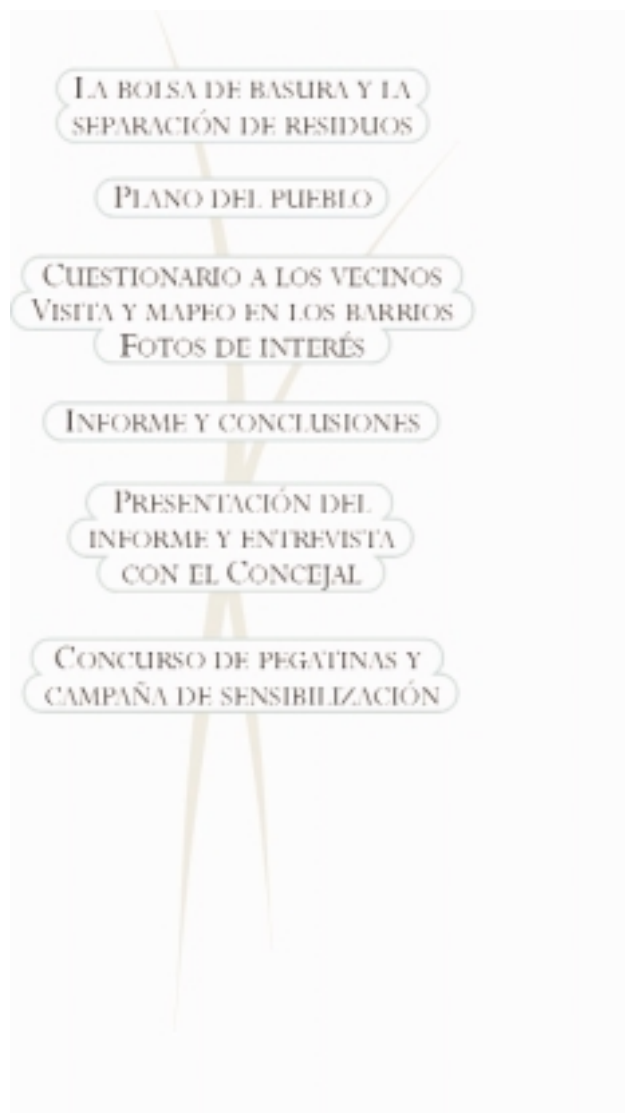 La bolsa de basura y la
separación de residuos
Plano del pueblo
Cuestionario a los vecinos
Visita y mapeo en los barrios
Fotos de interés
Informe y conclusiones
Presentación del
informe y entrevista
con el Concejal
Concurso de pegatinas y
campaña de sensibilización